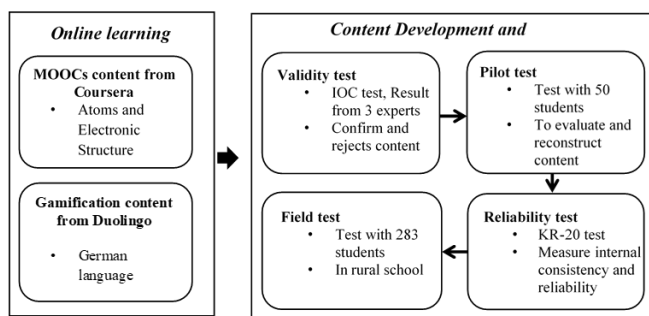 Online learning
MOOCs content from
Coursera
• Atoms and
Electronic
Structure
Gamification content
from Duolingo
• German
language
Content Development and
Validity test
• IOC test, Result
from 3 experts
• Confirm and
rejects content
Pilot test
• Test with 50
students
• To evaluate and
reconstruct content
Field test
• Test with 283
students
• In rural school
Reliability test
• KR-20 test
• Measure internal
consistency and
reliability